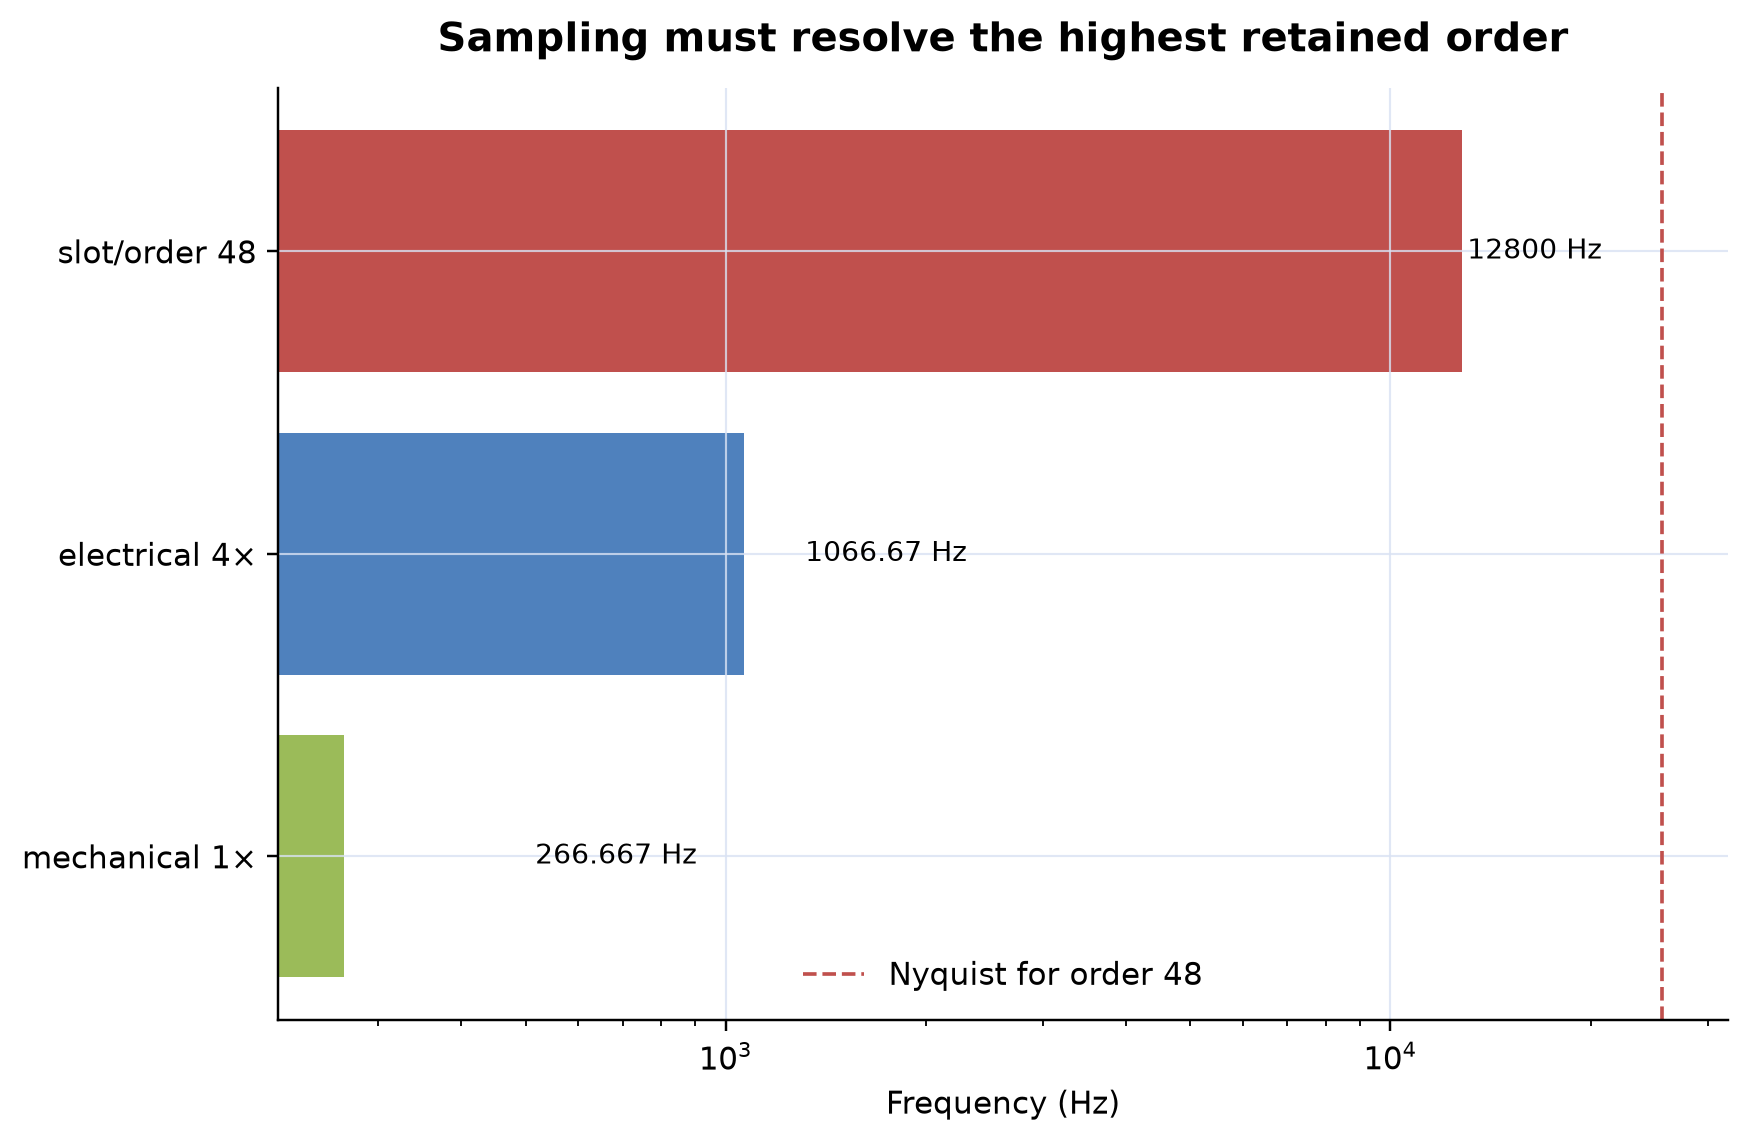 Sampling must resolve the highest retained order
slot/order 48
12800 Hz
electrical 4×
1066.67 Hz
mechanical 1×
266.667 Hz
Nyquist for order 48
10³
10⁴
Frequency (Hz)